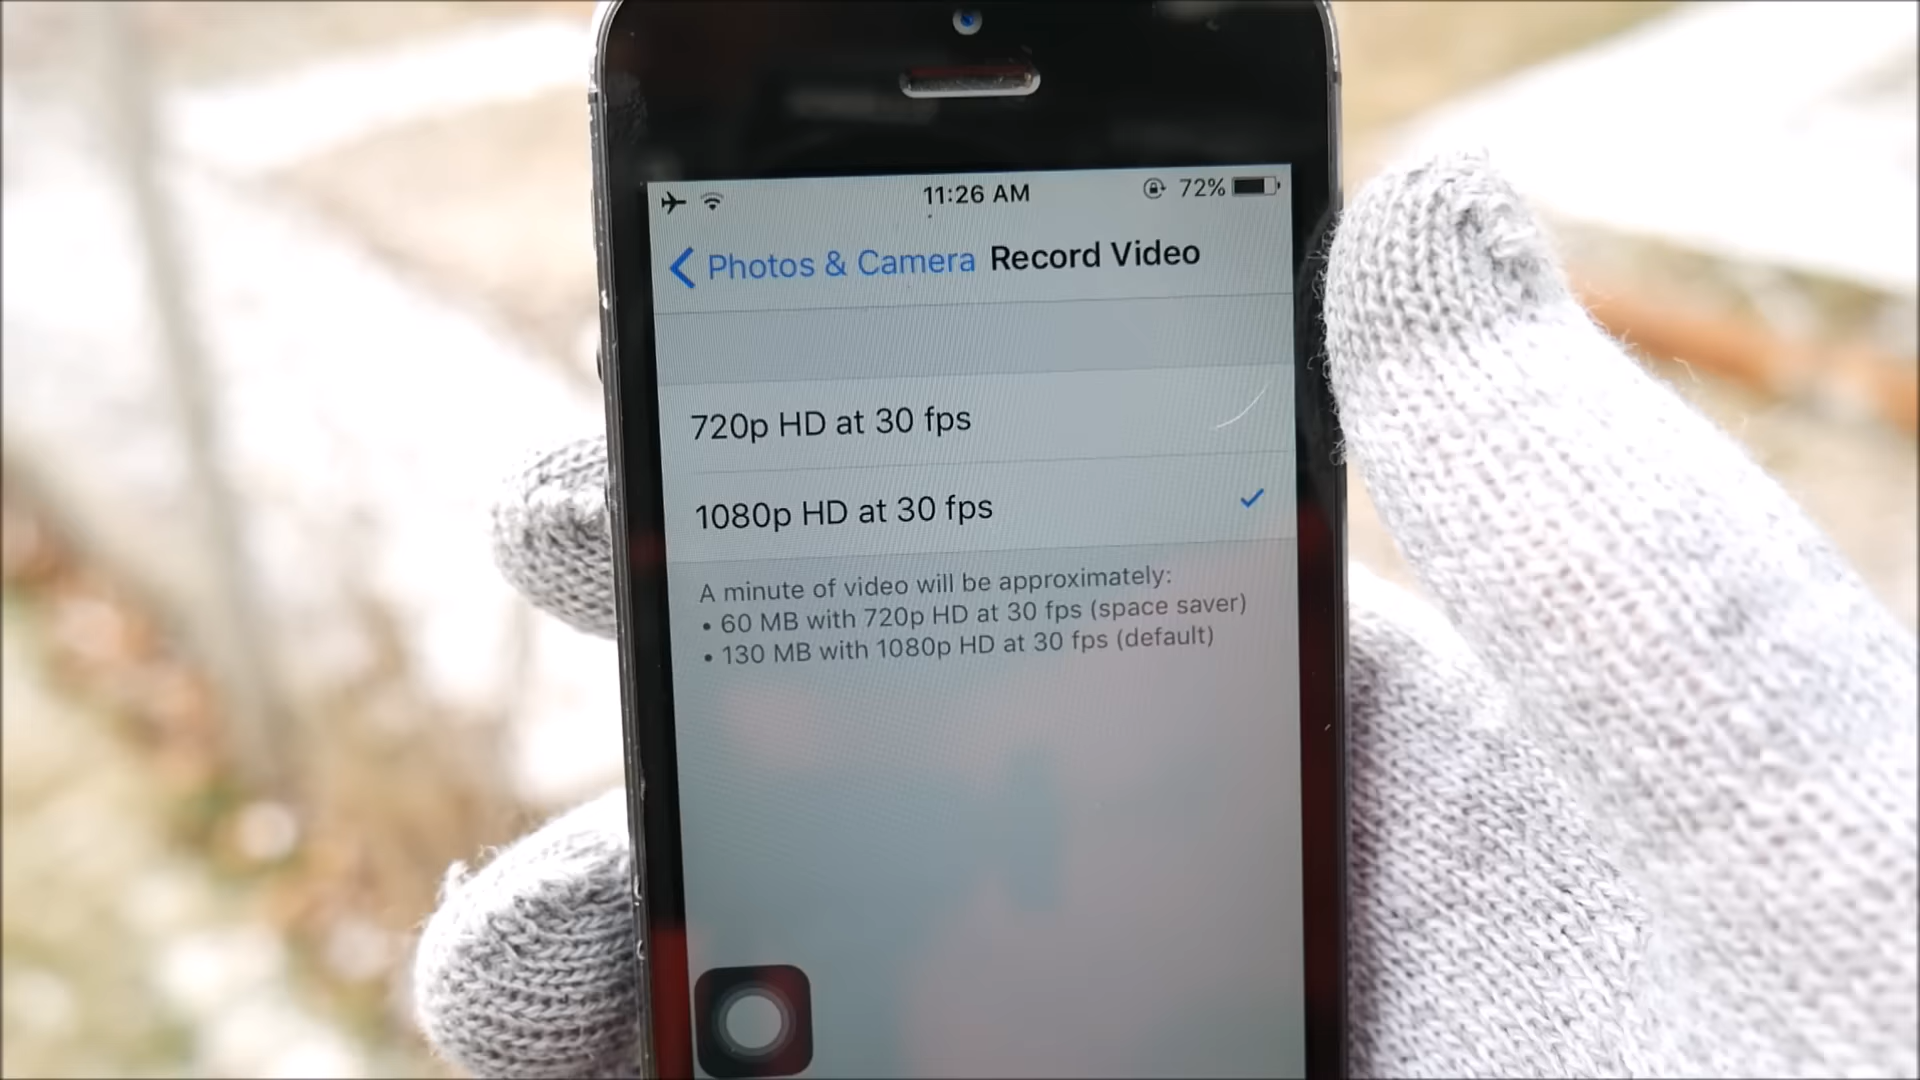 11:26 AM 72%
Photos & Camera Record Video
720p HD at 30 fps
1080p HD at 30 fps
A minute of video will be approximately:
• 60 MB with 720p HD at 30 fps (space saver)
• 130 MB with 1080p HD at 30 fps (default)